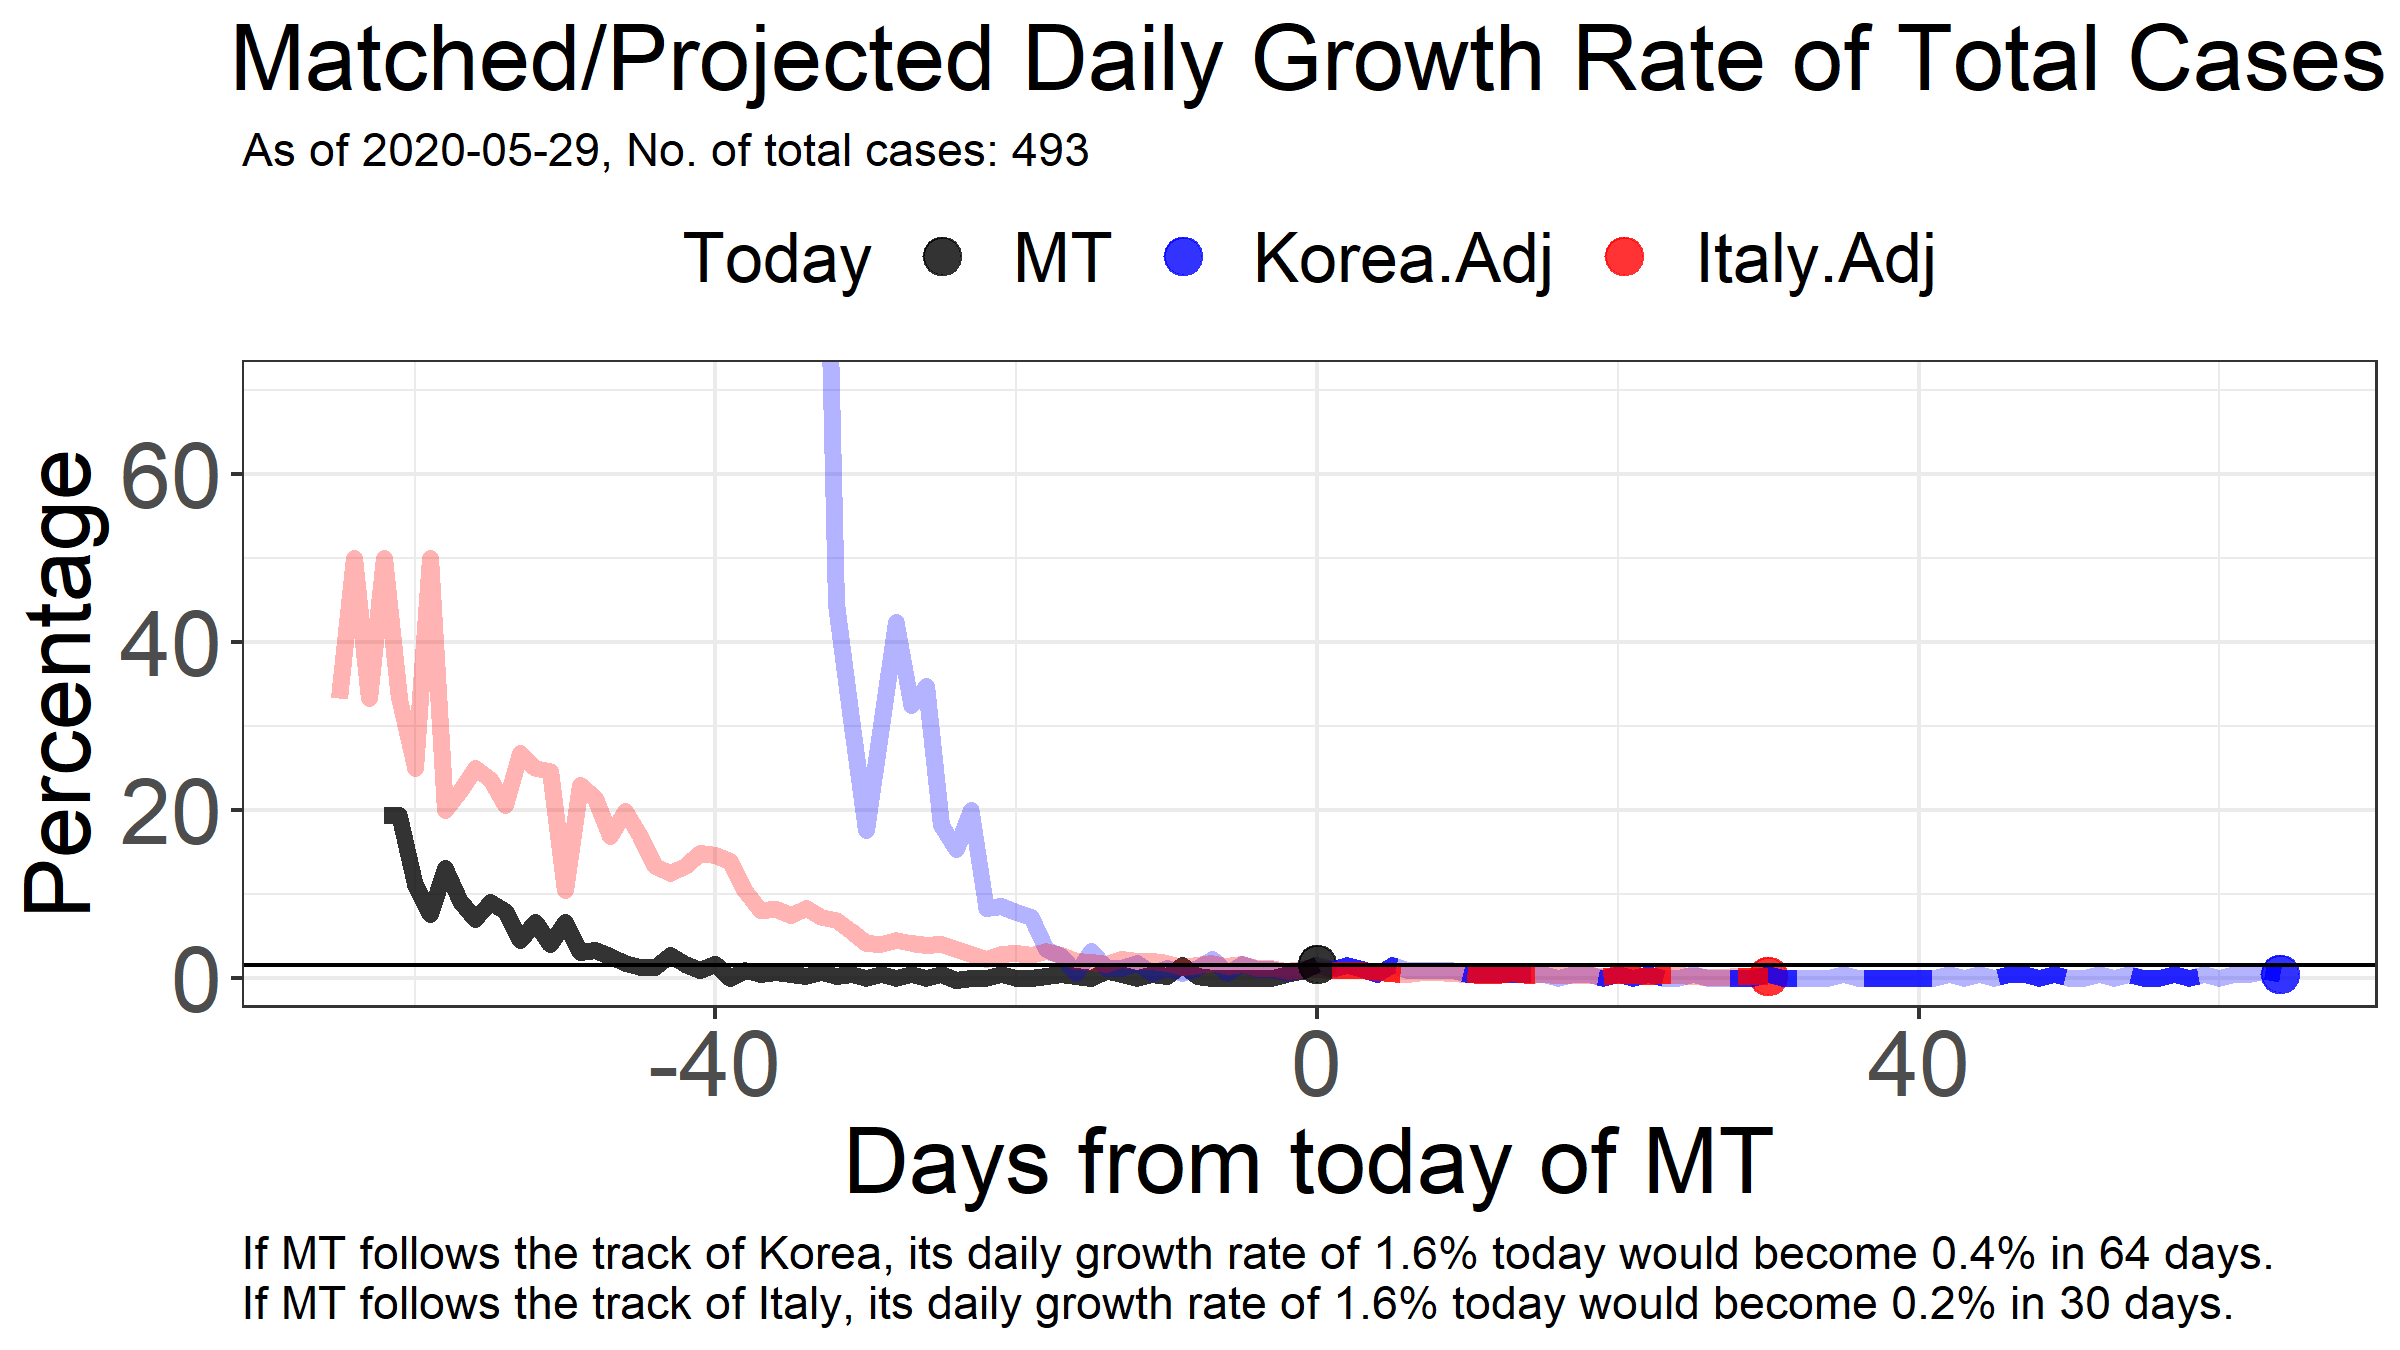 Matched/Projected Daily Growth Rate of Total Cases
As of 2020-05-29, No. of total cases: 493
Today MT Korea.Adj Italy.Adj
Percentage
60
40
20
0
-40 0 40
Days from today of MT
If MT follows the track of Korea, its daily growth rate of 1.6% today would become 0.4% in 64 days.
If MT follows the track of Italy, its daily growth rate of 1.6% today would become 0.2% in 30 days.